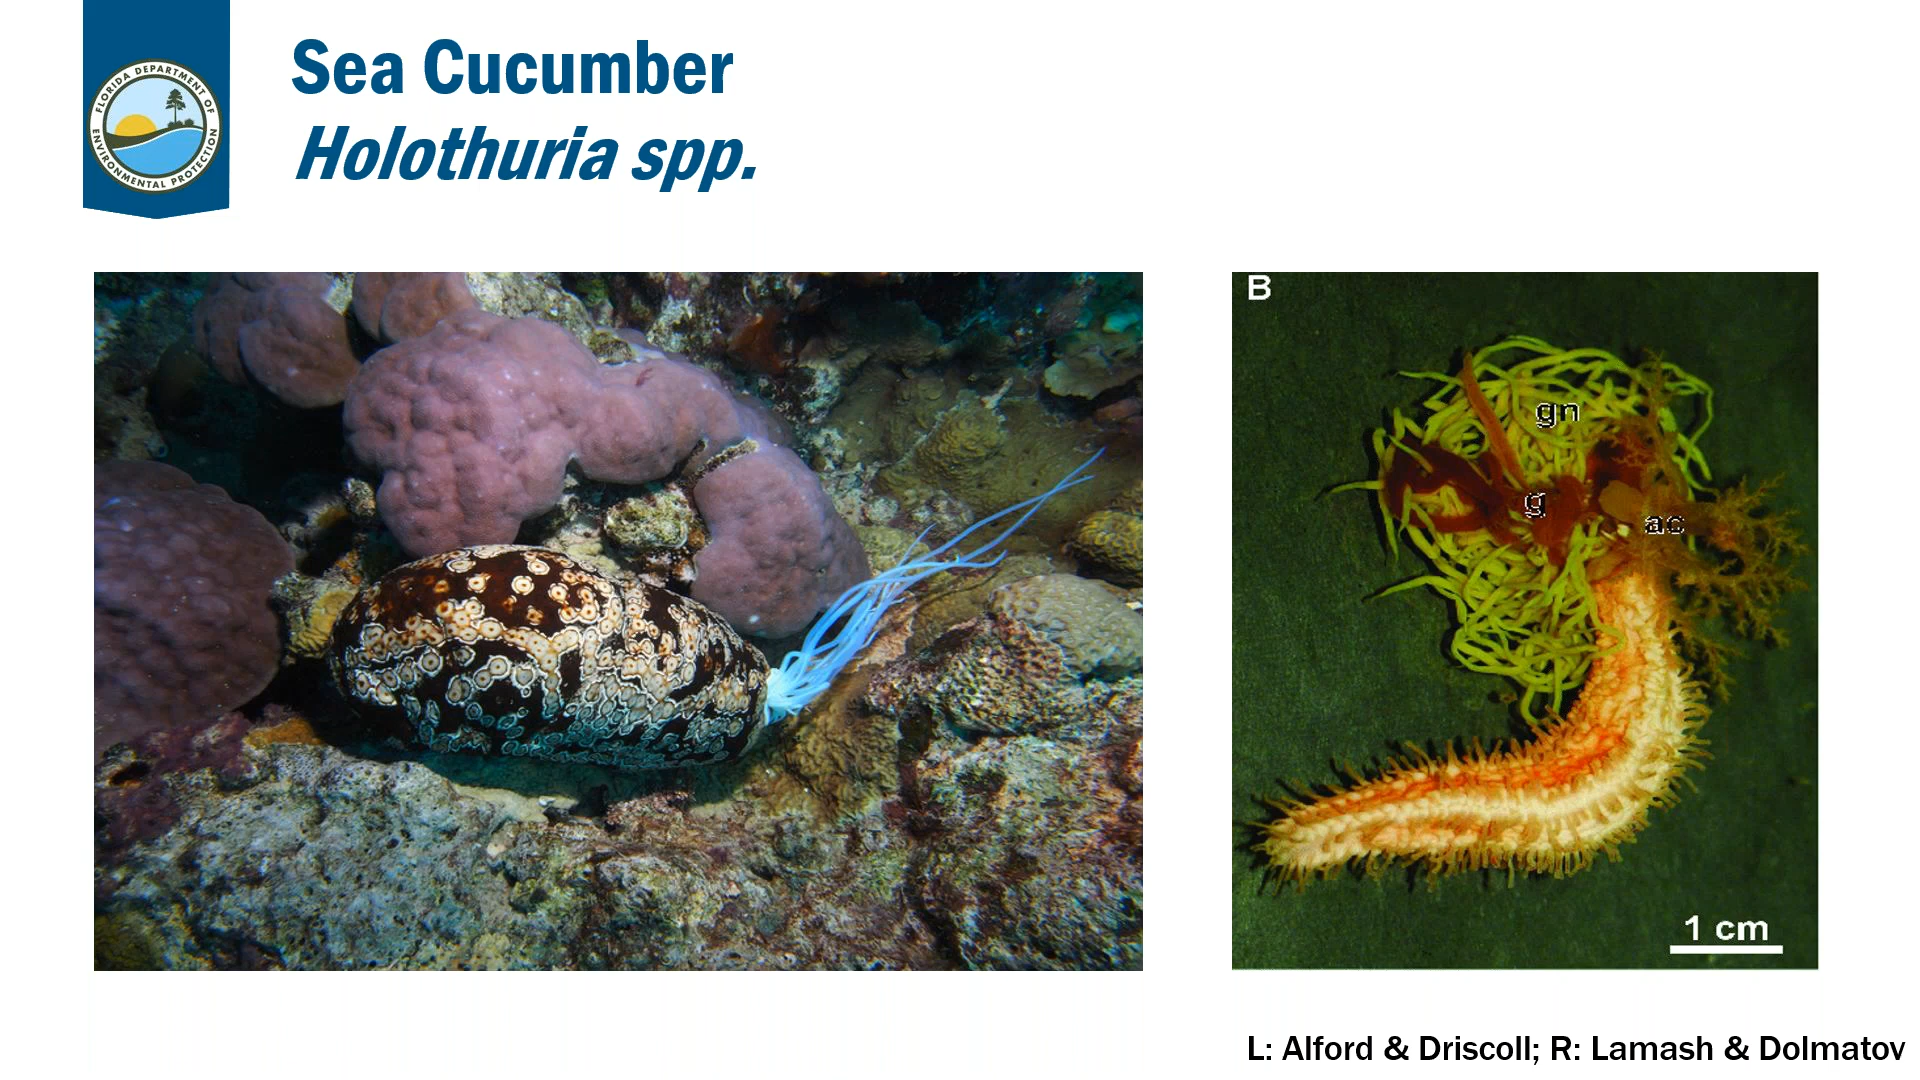 FLORIDA DEPARTMENT OF
ENVIRONMENTAL PROTECTION
Sea Cucumber
Holothuria spp.
B
gn
g
ac
1 cm
L: Alford & Driscoll; R: Lamash & Dolmatov